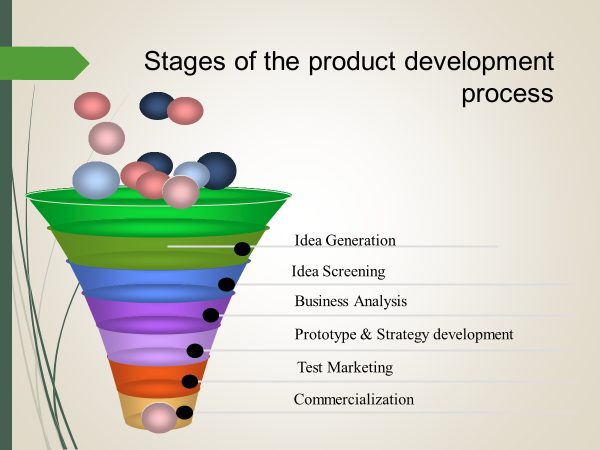 Stages of the product development
process
Idea Generation
Idea Screening
Business Analysis
Prototype & Strategy development
Test Marketing
Commercialization